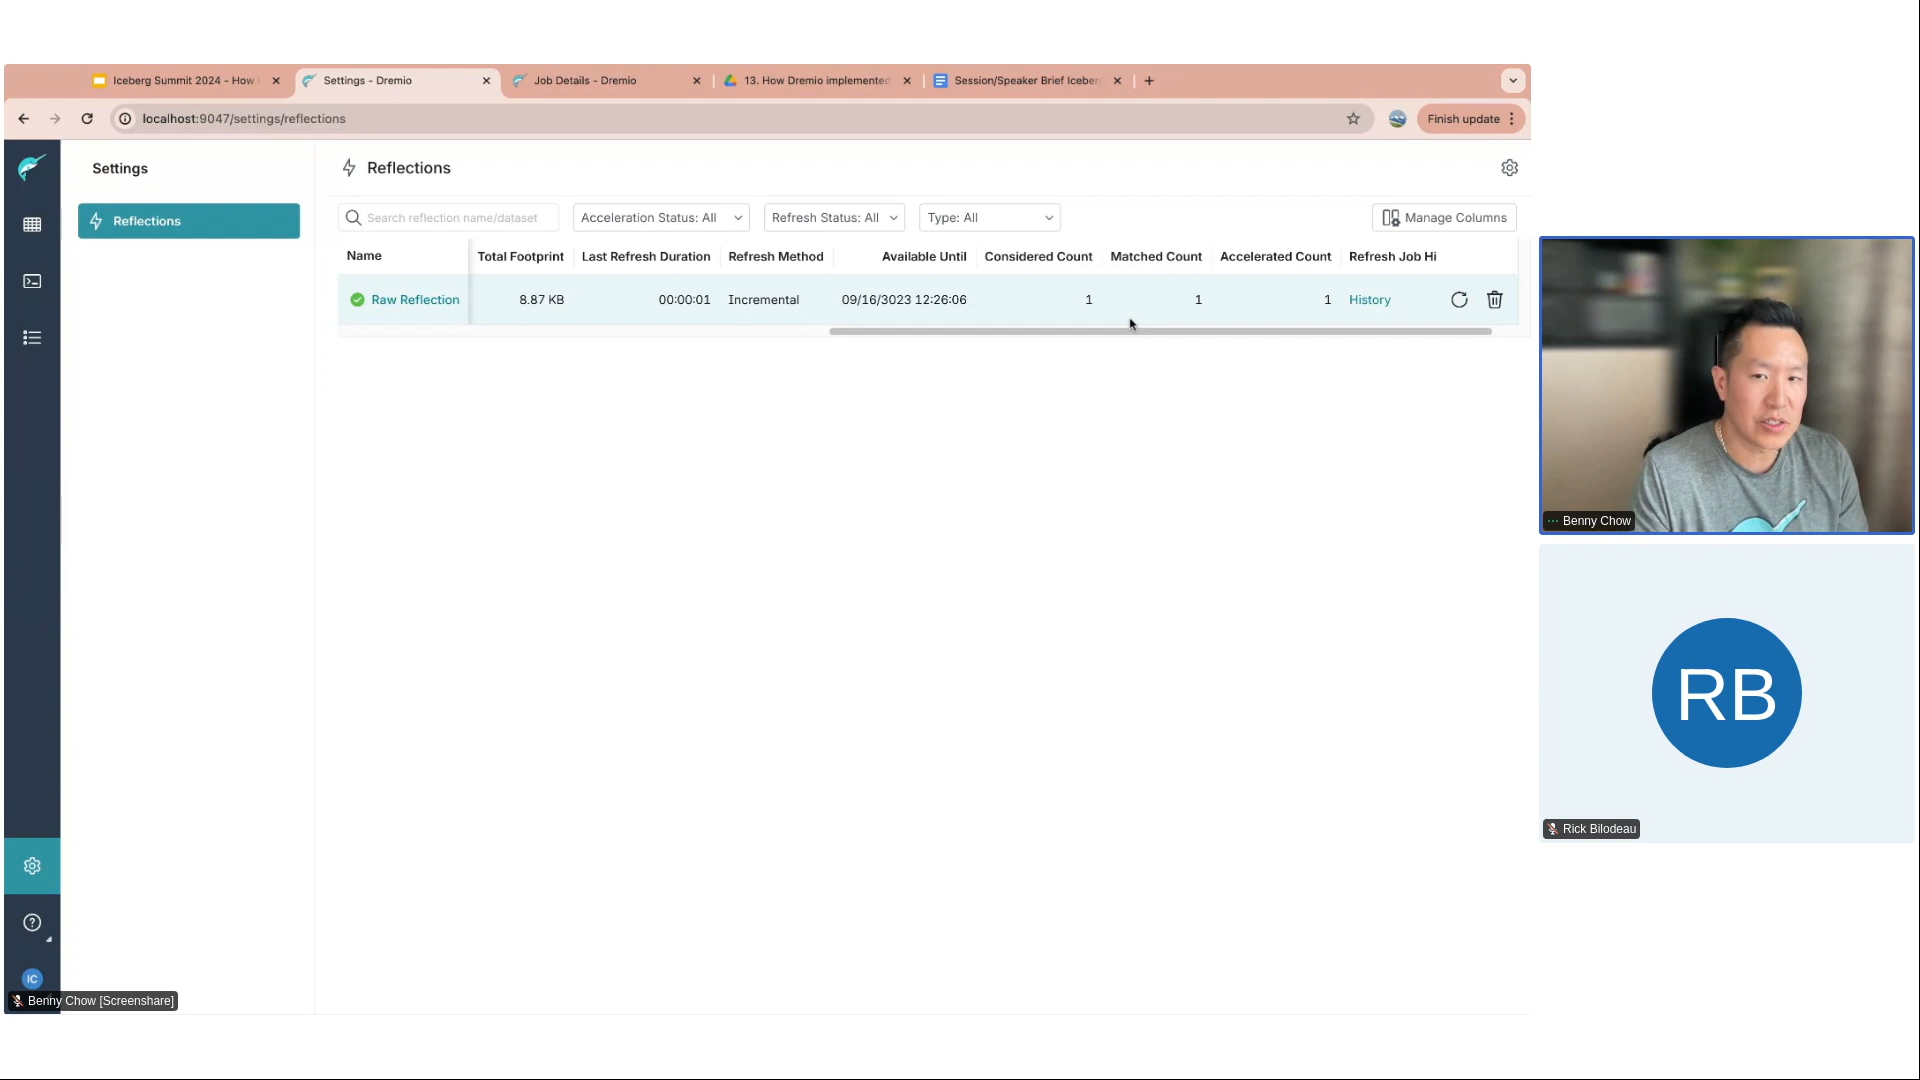 Iceberg Summit 2024 - How
Settings - Dremio
Job Details - Dremio
13. How Dremio implemented
Session/Speaker Brief Iceberg
localhost:9047/settings/reflections
Finish update
Settings
Reflections
Reflections
Search reflection name/dataset
Acceleration Status: All
Refresh Status: All
Type: All
Manage Columns
Name Total Footprint Last Refresh Duration Refresh Method Available Until Considered Count Matched Count Accelerated Count Refresh Job Hi
Raw Reflection 8.87 KB 00:00:01 Incremental 09/16/3023 12:26:06 1 1 1 History
IC
Benny Chow [Screenshare]
Benny Chow
RB
Rick Bilodeau